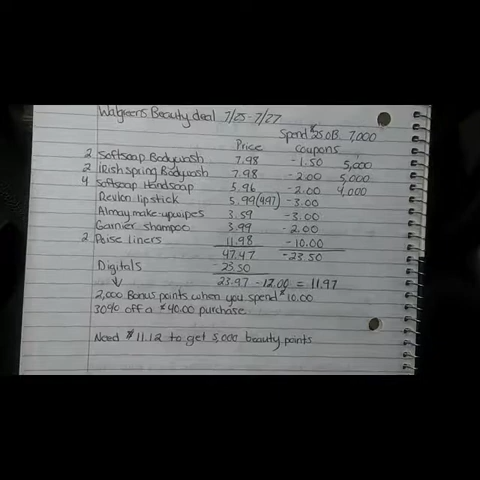 Walgreens Beauty deal 7/25-7/27
Spend $25 OB. 7,000
Price Coupons
2 Softsoap Bodywash 7.98 -1.50 5,000
2 Irish Spring Bodywash 7.98 -2.00 5,000
4 Softsoap Handsoap 5.96 -2.00 4,000
Revlon lipstick 5.99 (497) -3.00
Almay make-upwipes 3.59 -3.00
Garnier shampoo 3.99 -2.00
2 Poise liners 11.98 -10.00
47.47 -23.50
Digitals -23.50
23.97 - 12.00 = 11.97
2,000 Bonus points when you spend $10.00
30% off a $40.00 purchase.
Need $11.12 to get 5,000 beauty points